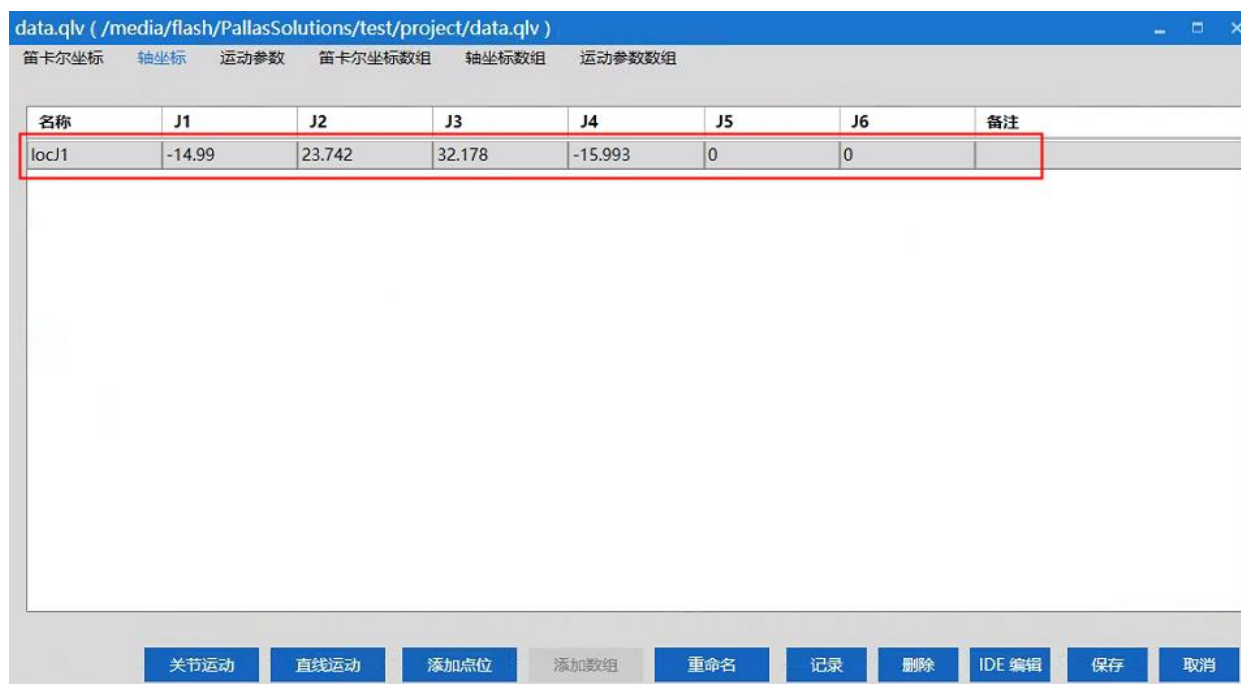 data.qlv ( /media/flash/PallasSolutions/test/project/data.qlv )
笛卡尔坐标 轴坐标 运动参数 笛卡尔坐标数组 轴坐标数组 运动参数数组
名称 J1 J2 J3 J4 J5 J6 备注
locJ1 -14.99 23.742 32.178 -15.993 0 0
关节运动 直线运动 添加点位 添加数组 重命名 记录 删除 IDE 编辑 保存 取消